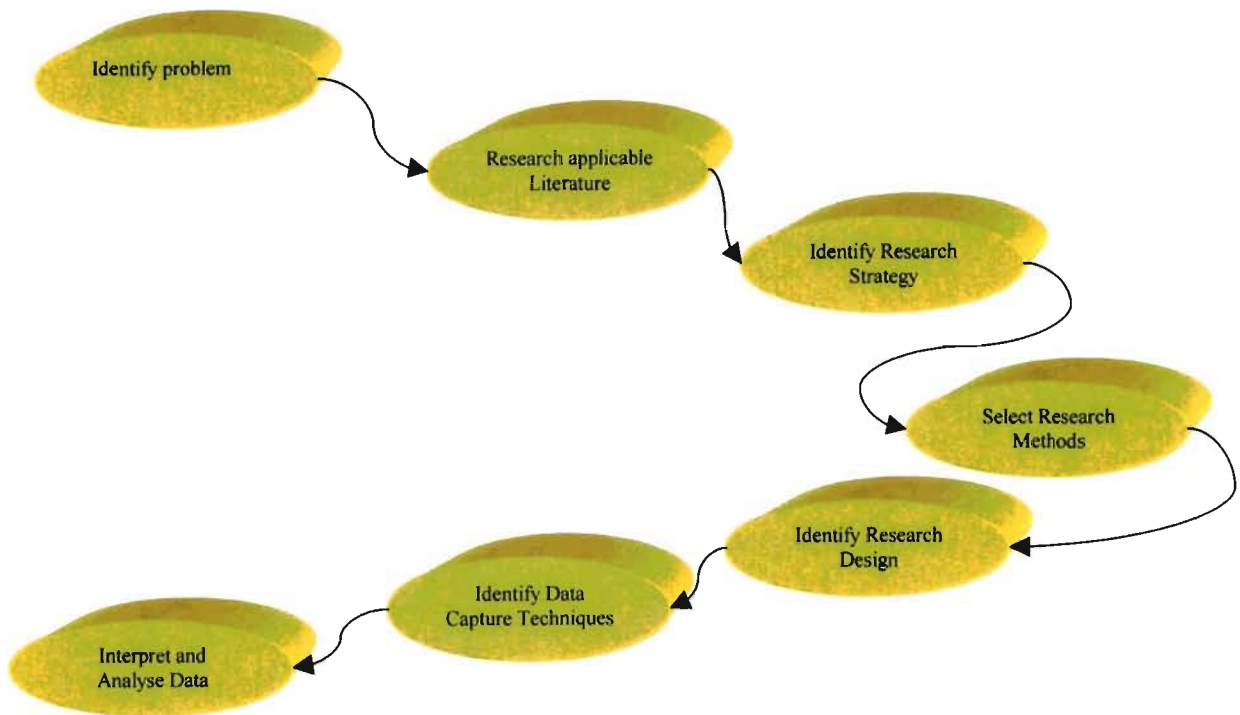 Identify problem
Research applicable
Literature
Identify Research
Strategy
Select Research
Methods
Identify Research
Design
Identify Data
Capture Techniques
Interpret and
Analyse Data